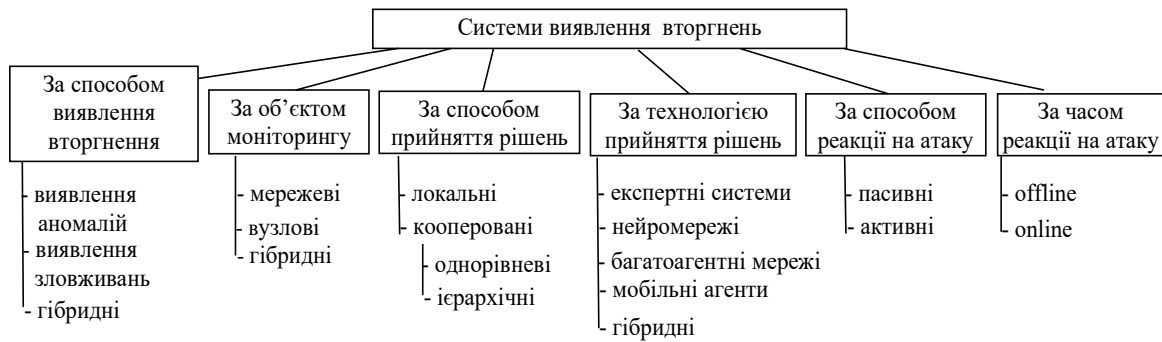 Системи виявлення вторгнень
За способом
виявлення
вторгнення
- виявлення
аномалій
- виявлення
зловживань
- гібридні
За об’єктом
моніторингу
- мережеві
- вузлові
- гібридні
За способом
прийняття рішень
- локальні
- кооперовані
- однорівневі
- ієрархічні
За технологією
прийняття рішень
- експертні системи
- нейромережі
- багатоагентні мережі
- мобільні агенти
- гібридні
За способом
реакції на атаку
- пасивні
- активні
За часом
реакції на атаку
- offline
- online